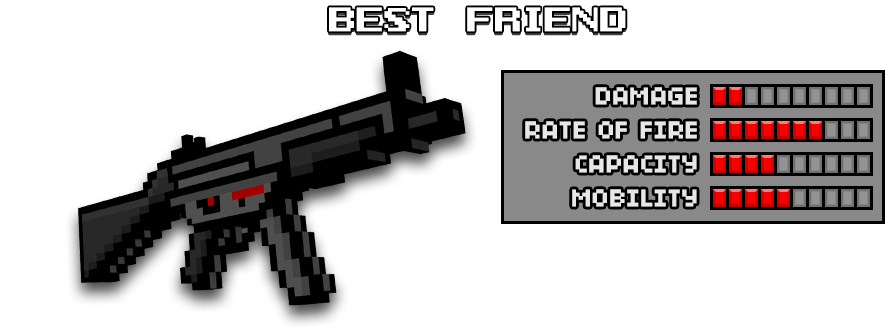 BEST FRIEND
DAMAGE
RATE OF FIRE
CAPACITY
MOBILITY